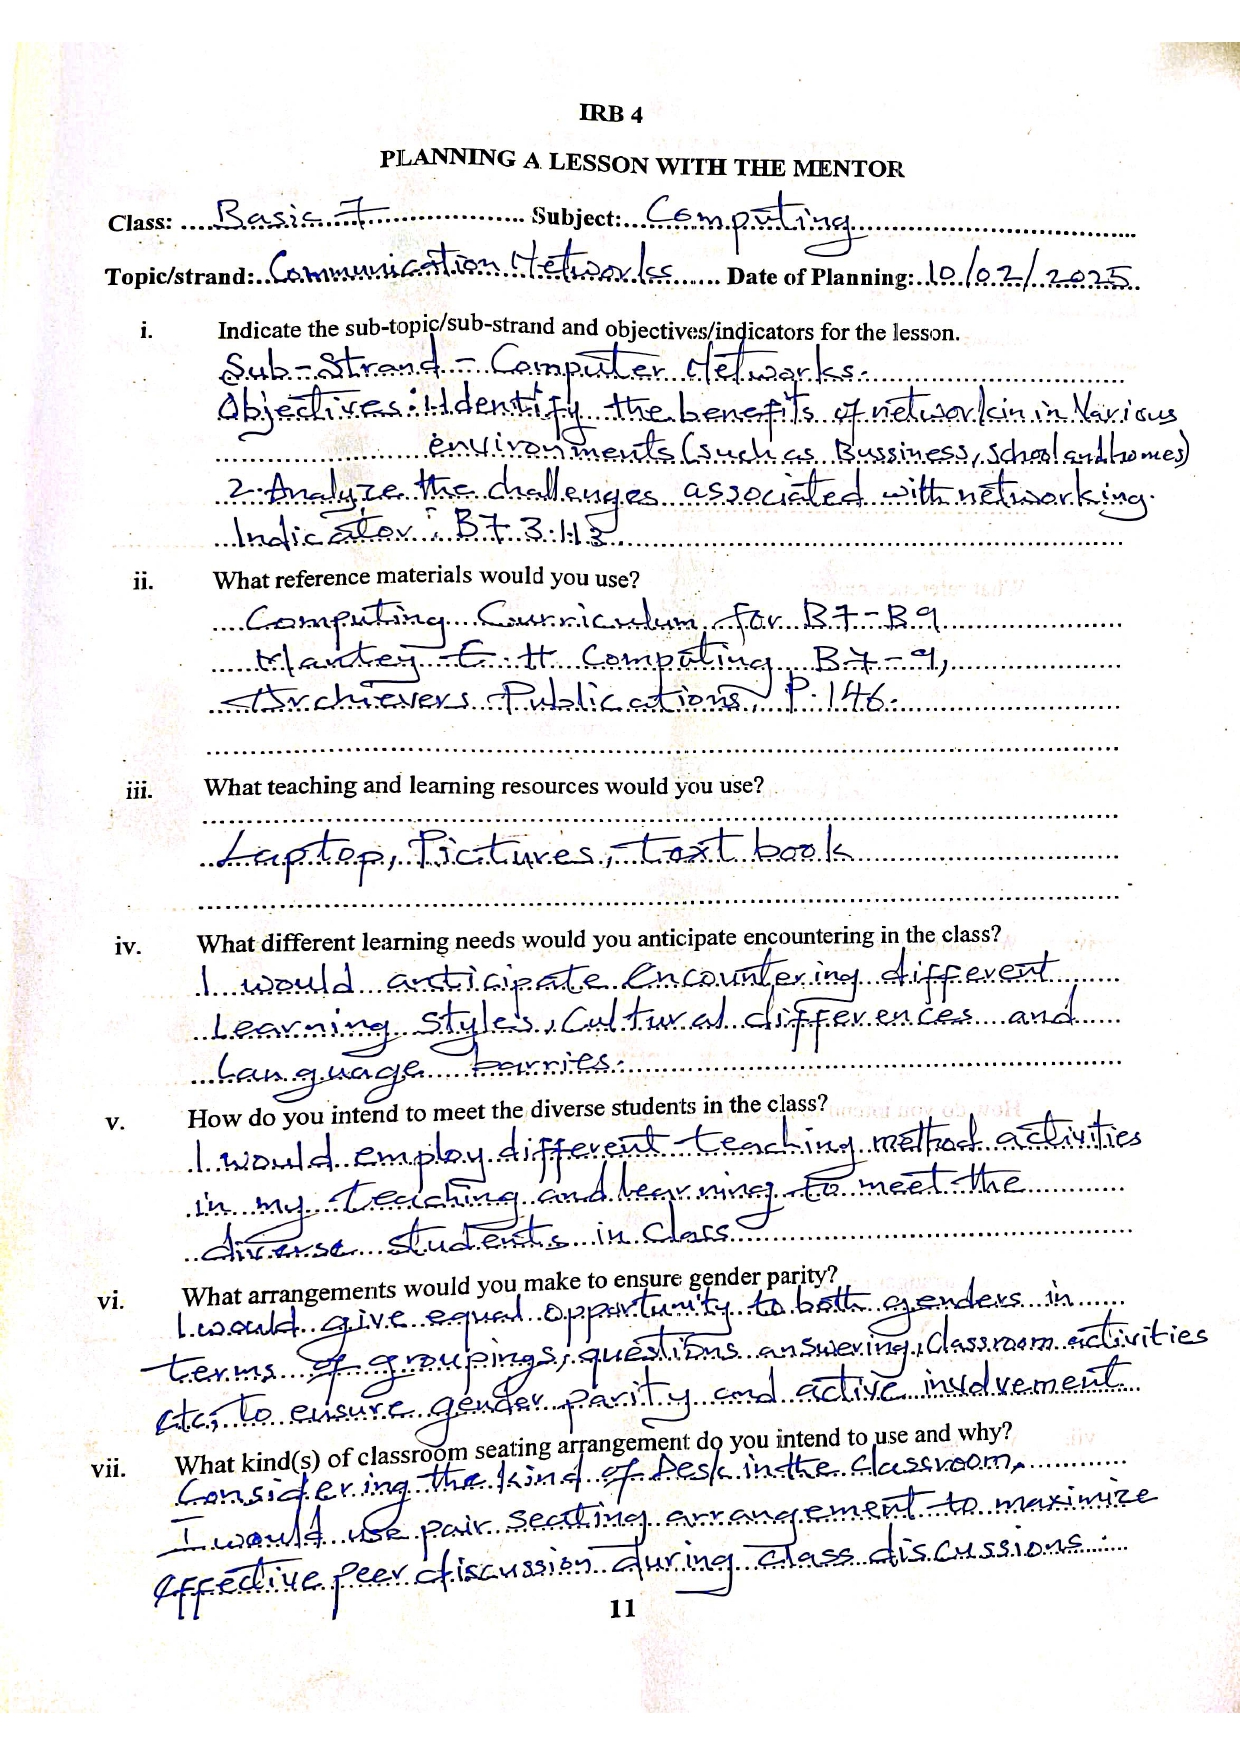 IRB 4
PLANNING A LESSON WITH THE MENTOR
Class: ....Basic 7.................... Subject:...Computing..............................
Topic/strand:..Communication Networks...... Date of Planning:..10/02/2025..
i. Indicate the sub-topic/sub-strand and objectives/indicators for the lesson.
Sub-Strand - Computer Networks.
Objectives: 1. Identify the benefits of networkin in Various
environments (such as Bussiness, School and homes)
2. Analyze the challenges associated with networking.
Indicator: B7.3.1.1.3
ii. What reference materials would you use?
Computing Curriculum for B7-B9
Mantey E. H Computing B7-9,
Archievers Publications, P.146.
iii. What teaching and learning resources would you use?
Laptop, Pictures, text book
iv. What different learning needs would you anticipate encountering in the class?
I would anticipate encountering different
Learning styles, Cultural differences and
Language barries.
v. How do you intend to meet the diverse students in the class?
I would employ different teaching method activities
in my teaching and learning to meet the
diverse students in class
vi. What arrangements would you make to ensure gender parity?
I would give equal opportunity to both genders in
terms of groupings, questions answering, classroom activities
etc, to ensure gender parity and active involvement
vii. What kind(s) of classroom seating arrangement do you intend to use and why?
Considering the kind of Desk in the classroom,
I would use pair seating arrangement to maximize
effective peer discussion during class discussions.
11